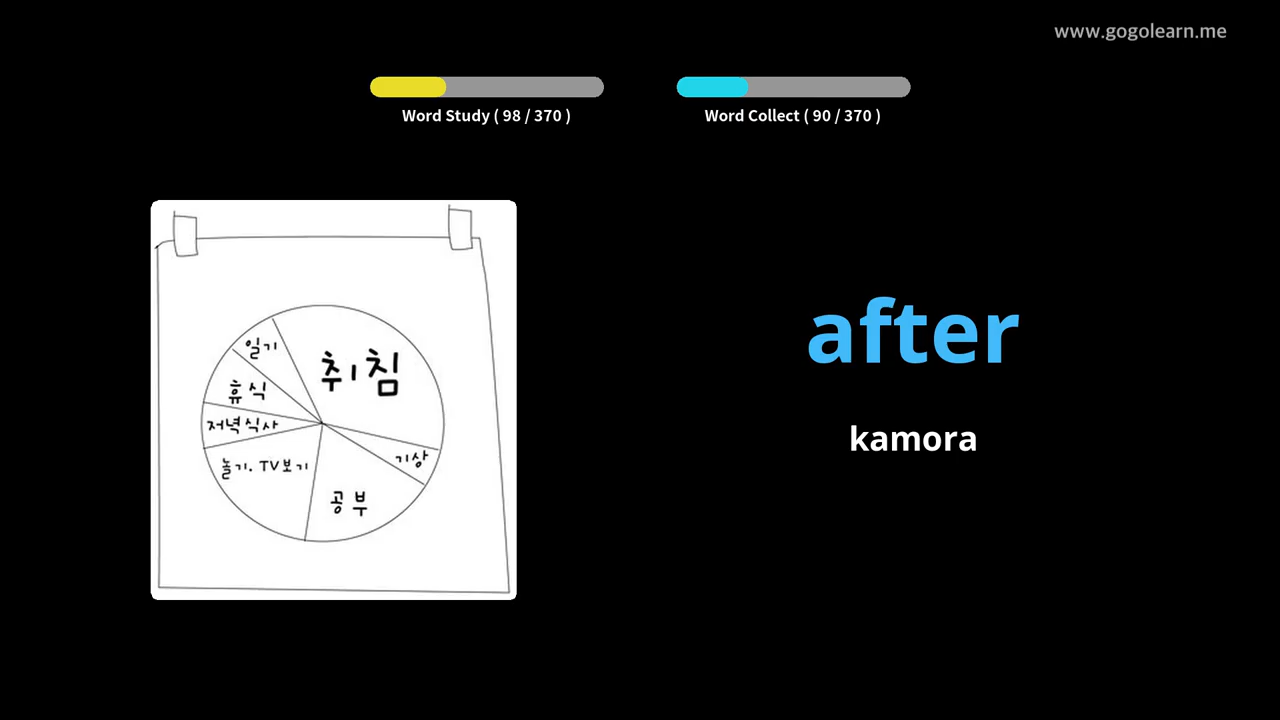 www.gogolearn.me
Word Study ( 98 / 370 )
Word Collect ( 90 / 370 )
일기
취침
휴식
저녁식사
기상
놀기. TV보기
공부
after
kamora